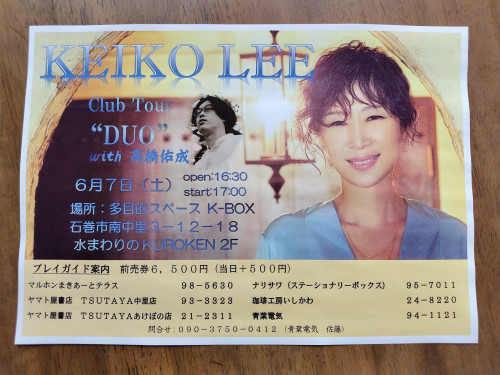 KEIKO LEE
Club Tour
“DUO”
with 高橋佑成
6月7日（土） open:16:30
start:17:00
場所：多目的スペース K-BOX
石巻市南中里３－１２－１８
水まわりのKUROKEN 2F
プレイガイド案内　前売券６，５００円（当日＋５００円）
マルホンまきあーとテラス　９８－５６３０　ナリサワ（ステーショナリーボックス）　９５－７０１１
ヤマト屋書店　TSUTAYA中里店　９３－３３２３　珈琲工房いしかわ　２４－８２２０
ヤマト屋書店　TSUTAYAあけぼの店　２１－２３１１　青葉電気　９４－１１２１
問合せ：０９０－３７５０－０４１２（青葉電気　佐藤）